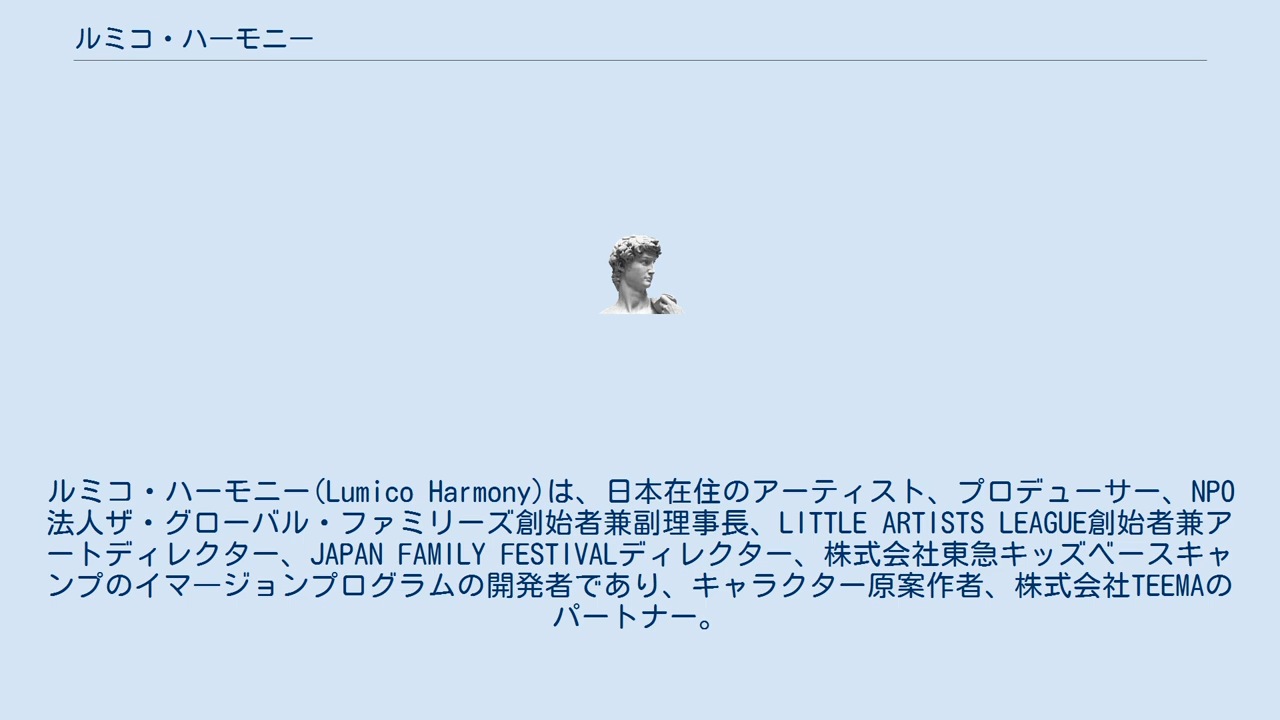 ルミコ・ハーモニー
ルミコ・ハーモニー(Lumico Harmony)は、日本在住のアーティスト、プロデューサー、NPO
法人ザ・グローバル・ファミリーズ創始者兼副理事長、LITTLE ARTISTS LEAGUE創始者兼ア
ートディレクター、JAPAN FAMILY FESTIVALディレクター、株式会社東急キッズベースキャ
ンプのイマ―ジョンプログラムの開発者であり、キャラクター原案作者、株式会社TEEMAの
パートナー。